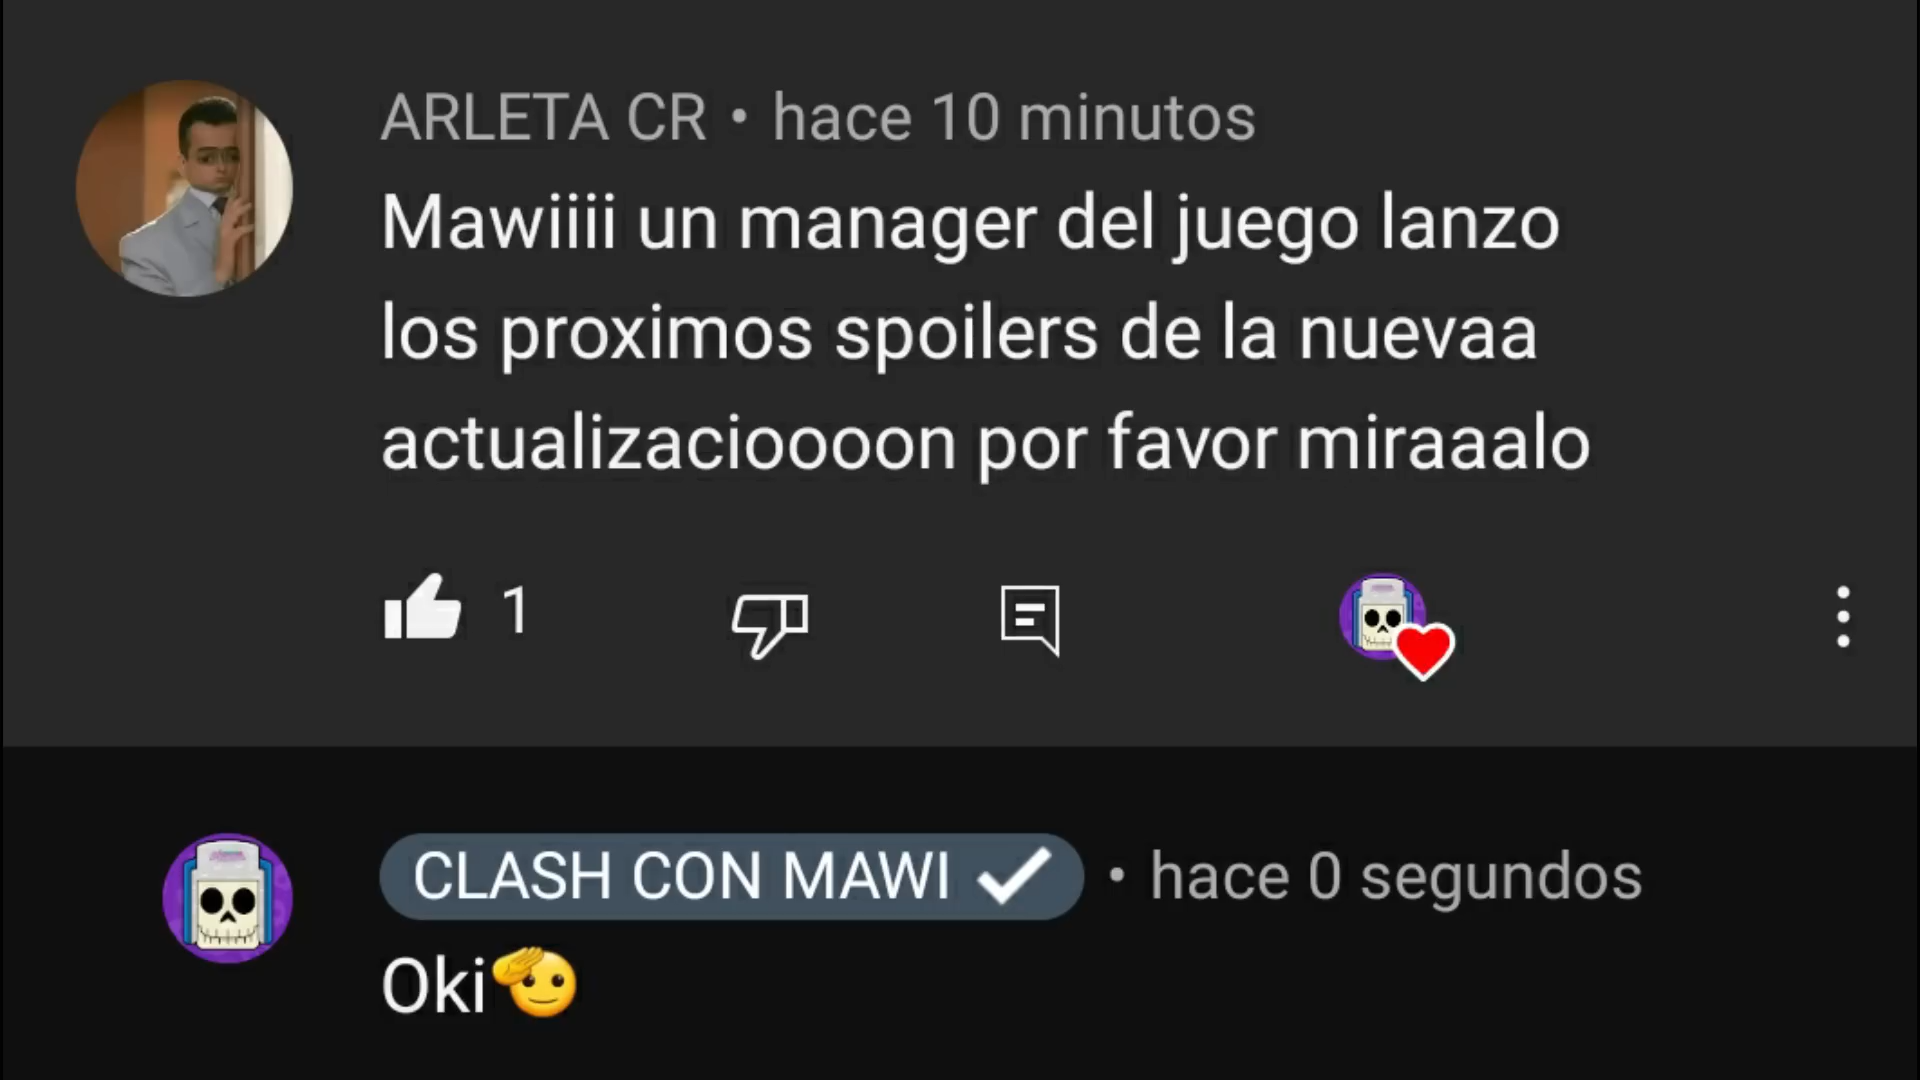 ARLETA CR • hace 10 minutos
Mawiiii un manager del juego lanzo
los proximos spoilers de la nuevaa
actualizacioooon por favor miraaalo
1
CLASH CON MAWI ✓ • hace 0 segundos
Oki🫡